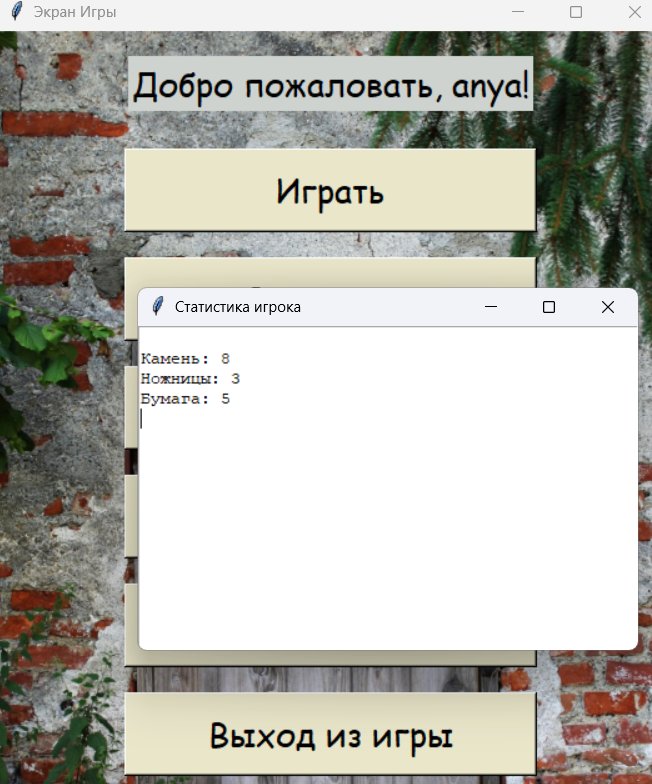 Экран Игры
Добро пожаловать, anya!
Играть
Статистика игрока
Камень: 8
Ножницы: 3
Бумага: 5
Выход из игры